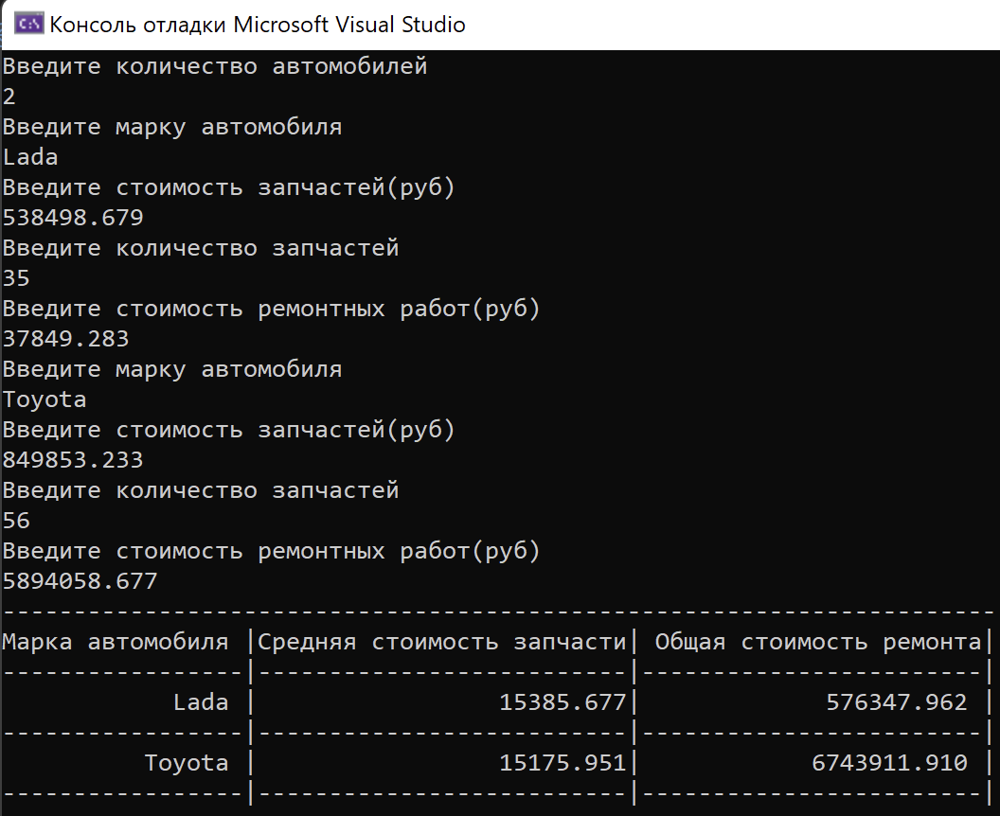 C:\ Консоль отладки Microsoft Visual Studio
Введите количество автомобилей
2
Введите марку автомобиля
Lada
Введите стоимость запчастей(руб)
538498.679
Введите количество запчастей
35
Введите стоимость ремонтных работ(руб)
37849.283
Введите марку автомобиля
Toyota
Введите стоимость запчастей(руб)
849853.233
Введите количество запчастей
56
Введите стоимость ремонтных работ(руб)
5894058.677
----------------------------------------------------------------------
Марка автомобиля |Средняя стоимость запчасти| Общая стоимость ремонта|
-----------------|--------------------------|------------------------|
            Lada |                 15385.677|             576347.962 |
-----------------|--------------------------|------------------------|
          Toyota |                 15175.951|            6743911.910 |
-----------------|--------------------------|------------------------|